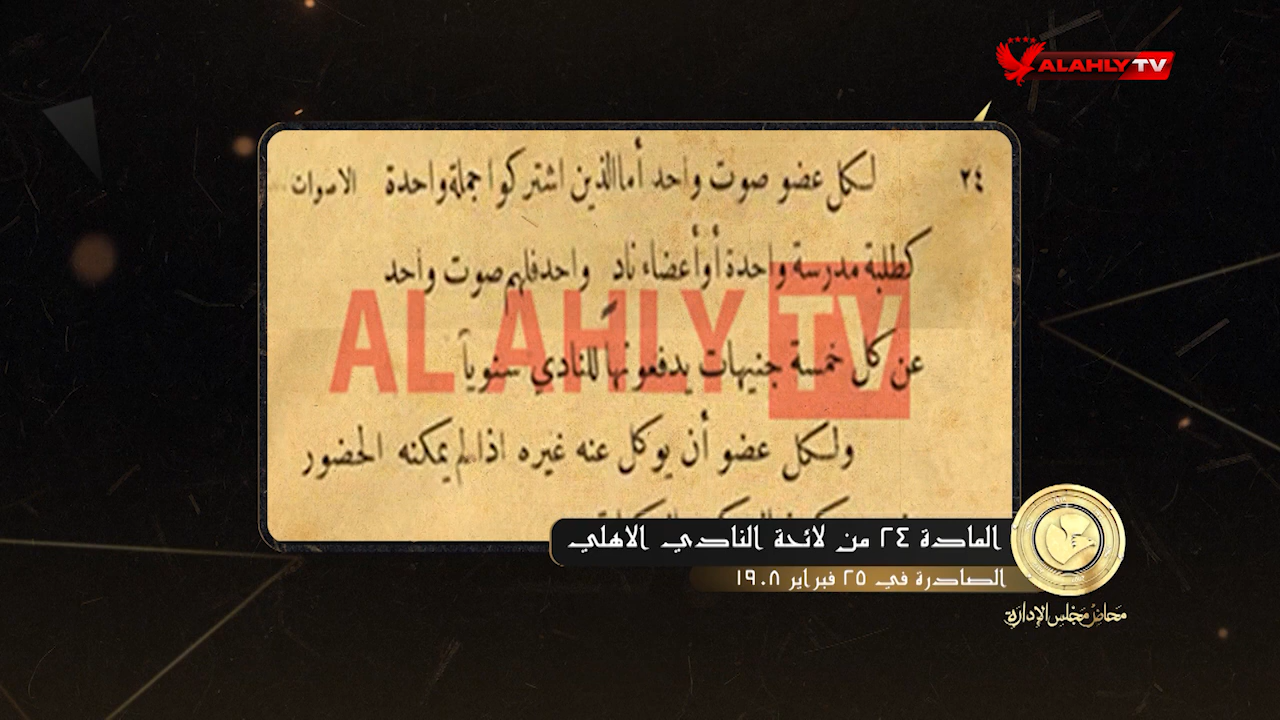 ALAHLY TV
٢٤ لكل عضو صوت واحد أما الذين اشتركوا جملة واحدة الاصوات
كطلبة مدرسة واحدة أو أعضاء ناد واحد فلهم صوت واحد
عن كل خمسة جنيهات يدفعونها للنادي سنوياً
ولكل عضو أن يوكل عنه غيره اذا لم يمكنه الحضور
AL AHLY TV
المادة ٢٤ من لائحة النادي الاهلي
الصادرة في ٢٥ فبراير ١٩٠٨
محاضر مجلس الإدارة